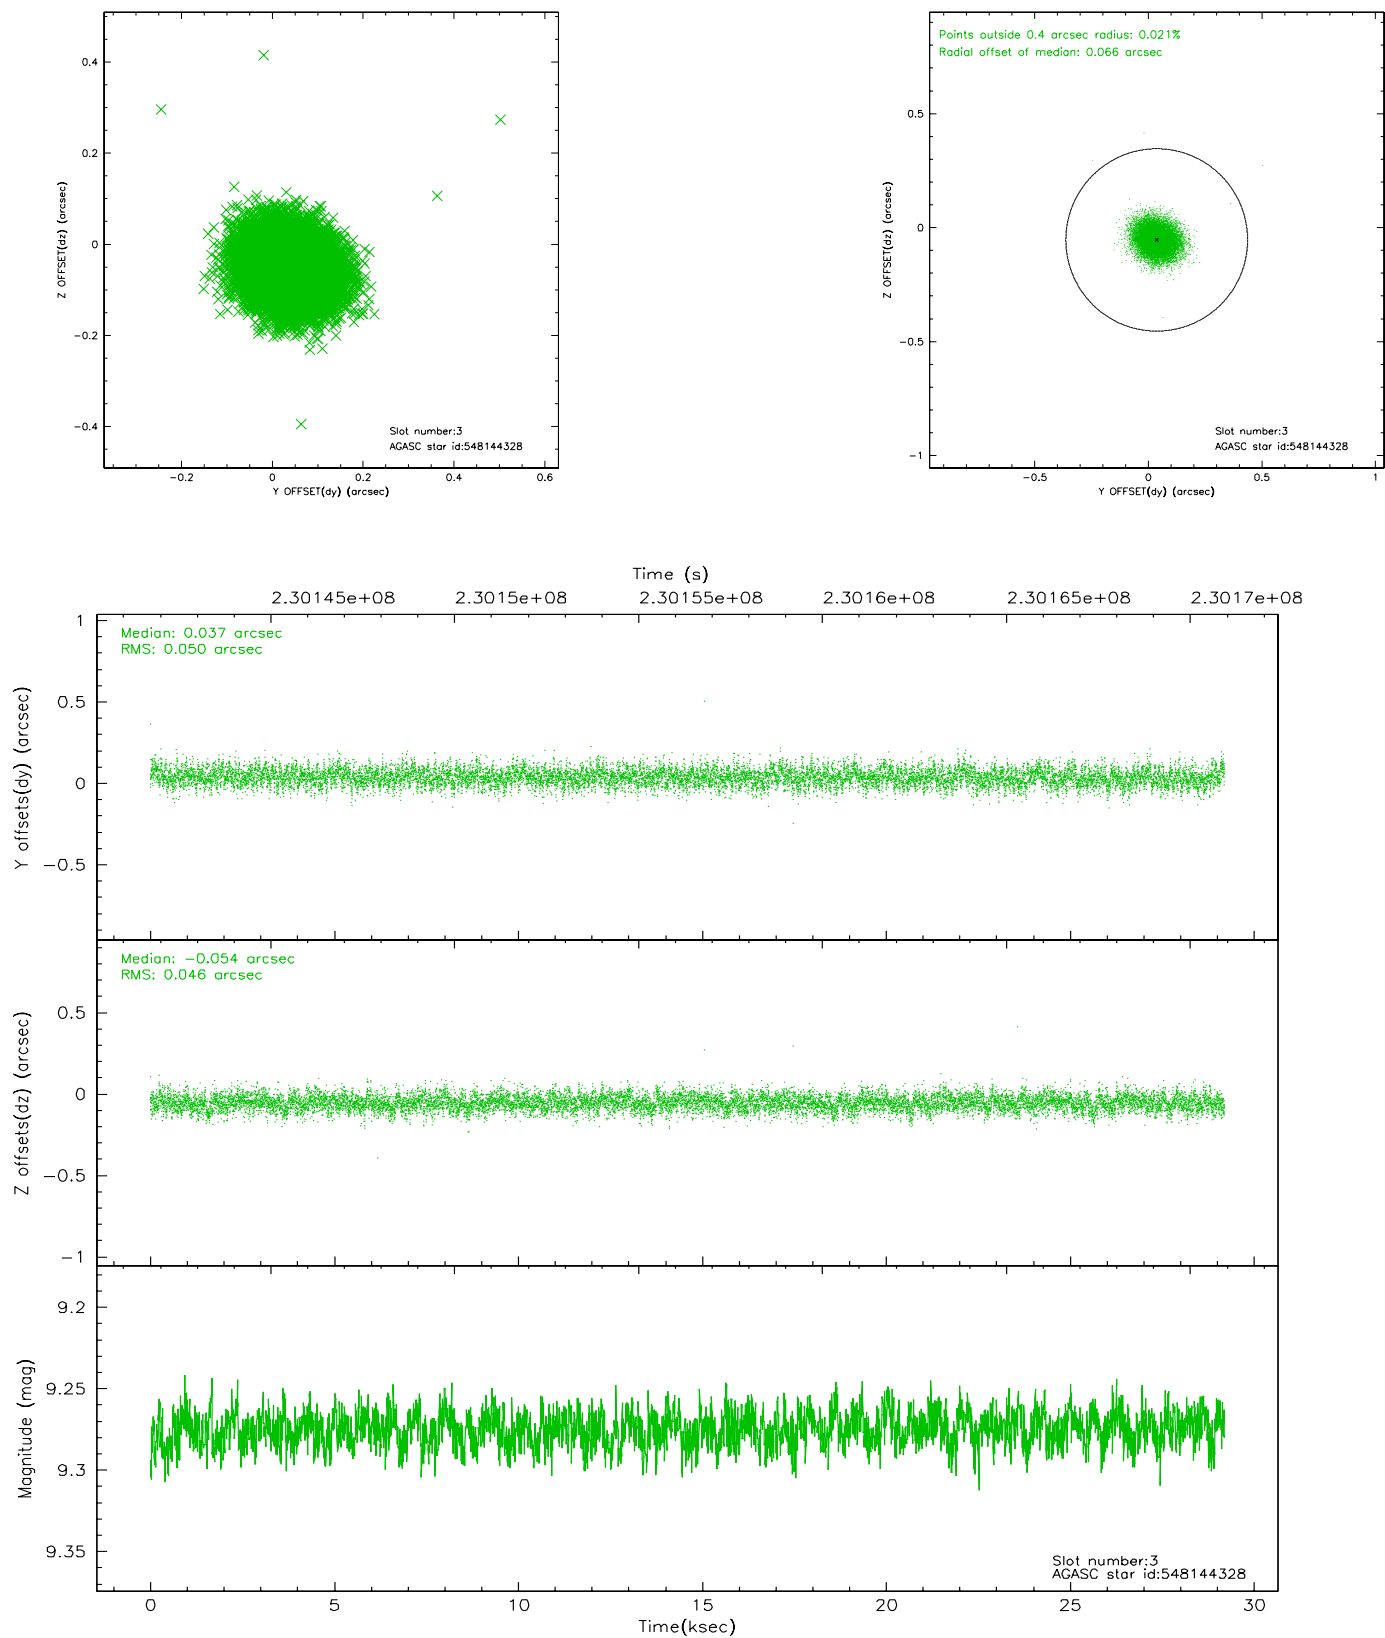 0.4
0.2
0
−0.2
−0.4
Z OFFSET(dz) (arcsec)
Slot number:3
AGASC star id:548144328
−0.2 0 0.2 0.4 0.6
Y OFFSET(dy) (arcsec)
Points outside 0.4 arcsec radius: 0.021%
Radial offset of median: 0.066 arcsec
0.5
0
−0.5
−1
Z OFFSET(dz) (arcsec)
Slot number:3
AGASC star id:548144328
−0.5 0 0.5 1
Y OFFSET(dy) (arcsec)
Time (s)
2.30145e+08 2.3015e+08 2.30155e+08 2.3016e+08 2.30165e+08 2.3017e+08
Median: 0.037 arcsec
RMS: 0.050 arcsec
1
0.5
0
−0.5
Y offsets(dy) (arcsec)
Median: −0.054 arcsec
RMS: 0.046 arcsec
0.5
0
−0.5
−1
Z offsets(dz) (arcsec)
9.2
9.25
9.3
9.35
Magnitude (mag)
Slot number:3
AGASC star id:548144328
0 5 10 15 20 25 30
Time(ksec)